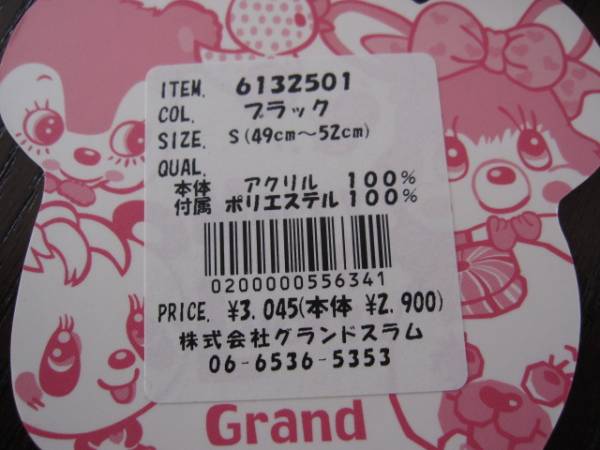 ITEM. 6132501
COL. ブラック
SIZE. S(49cm～52cm)
QUAL.
本体 アクリル 100%
付属 ポリエステル 100%
0200000556341
PRICE. ¥3.045(本体 ¥2.900)
株式会社グランドスラム
06-6536-5353
Grand